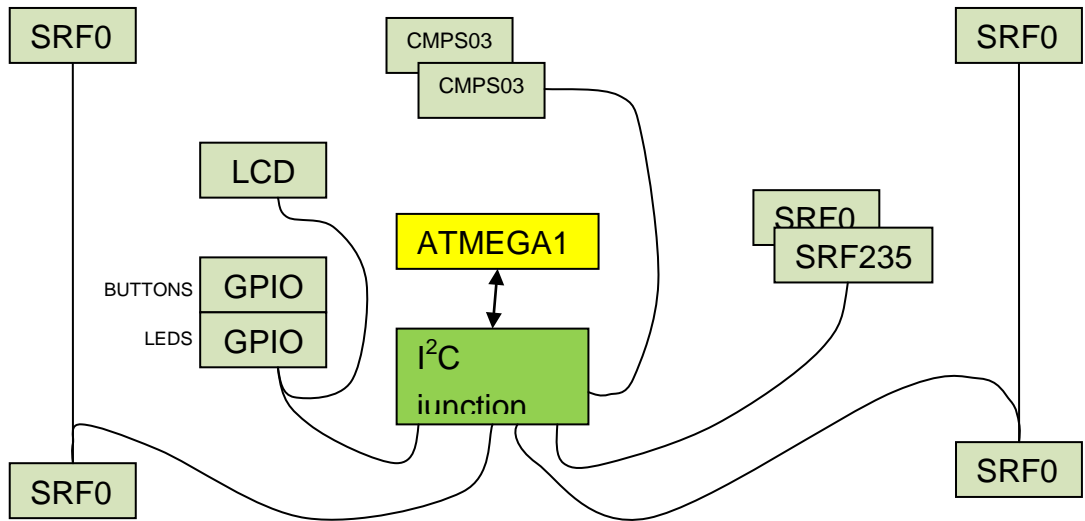 SRF0
CMPS03
CMPS03
SRF0
LCD
SRF0
SRF235
ATMEGA1
BUTTONS GPIO
LEDS GPIO
I²C
junction
SRF0
SRF0